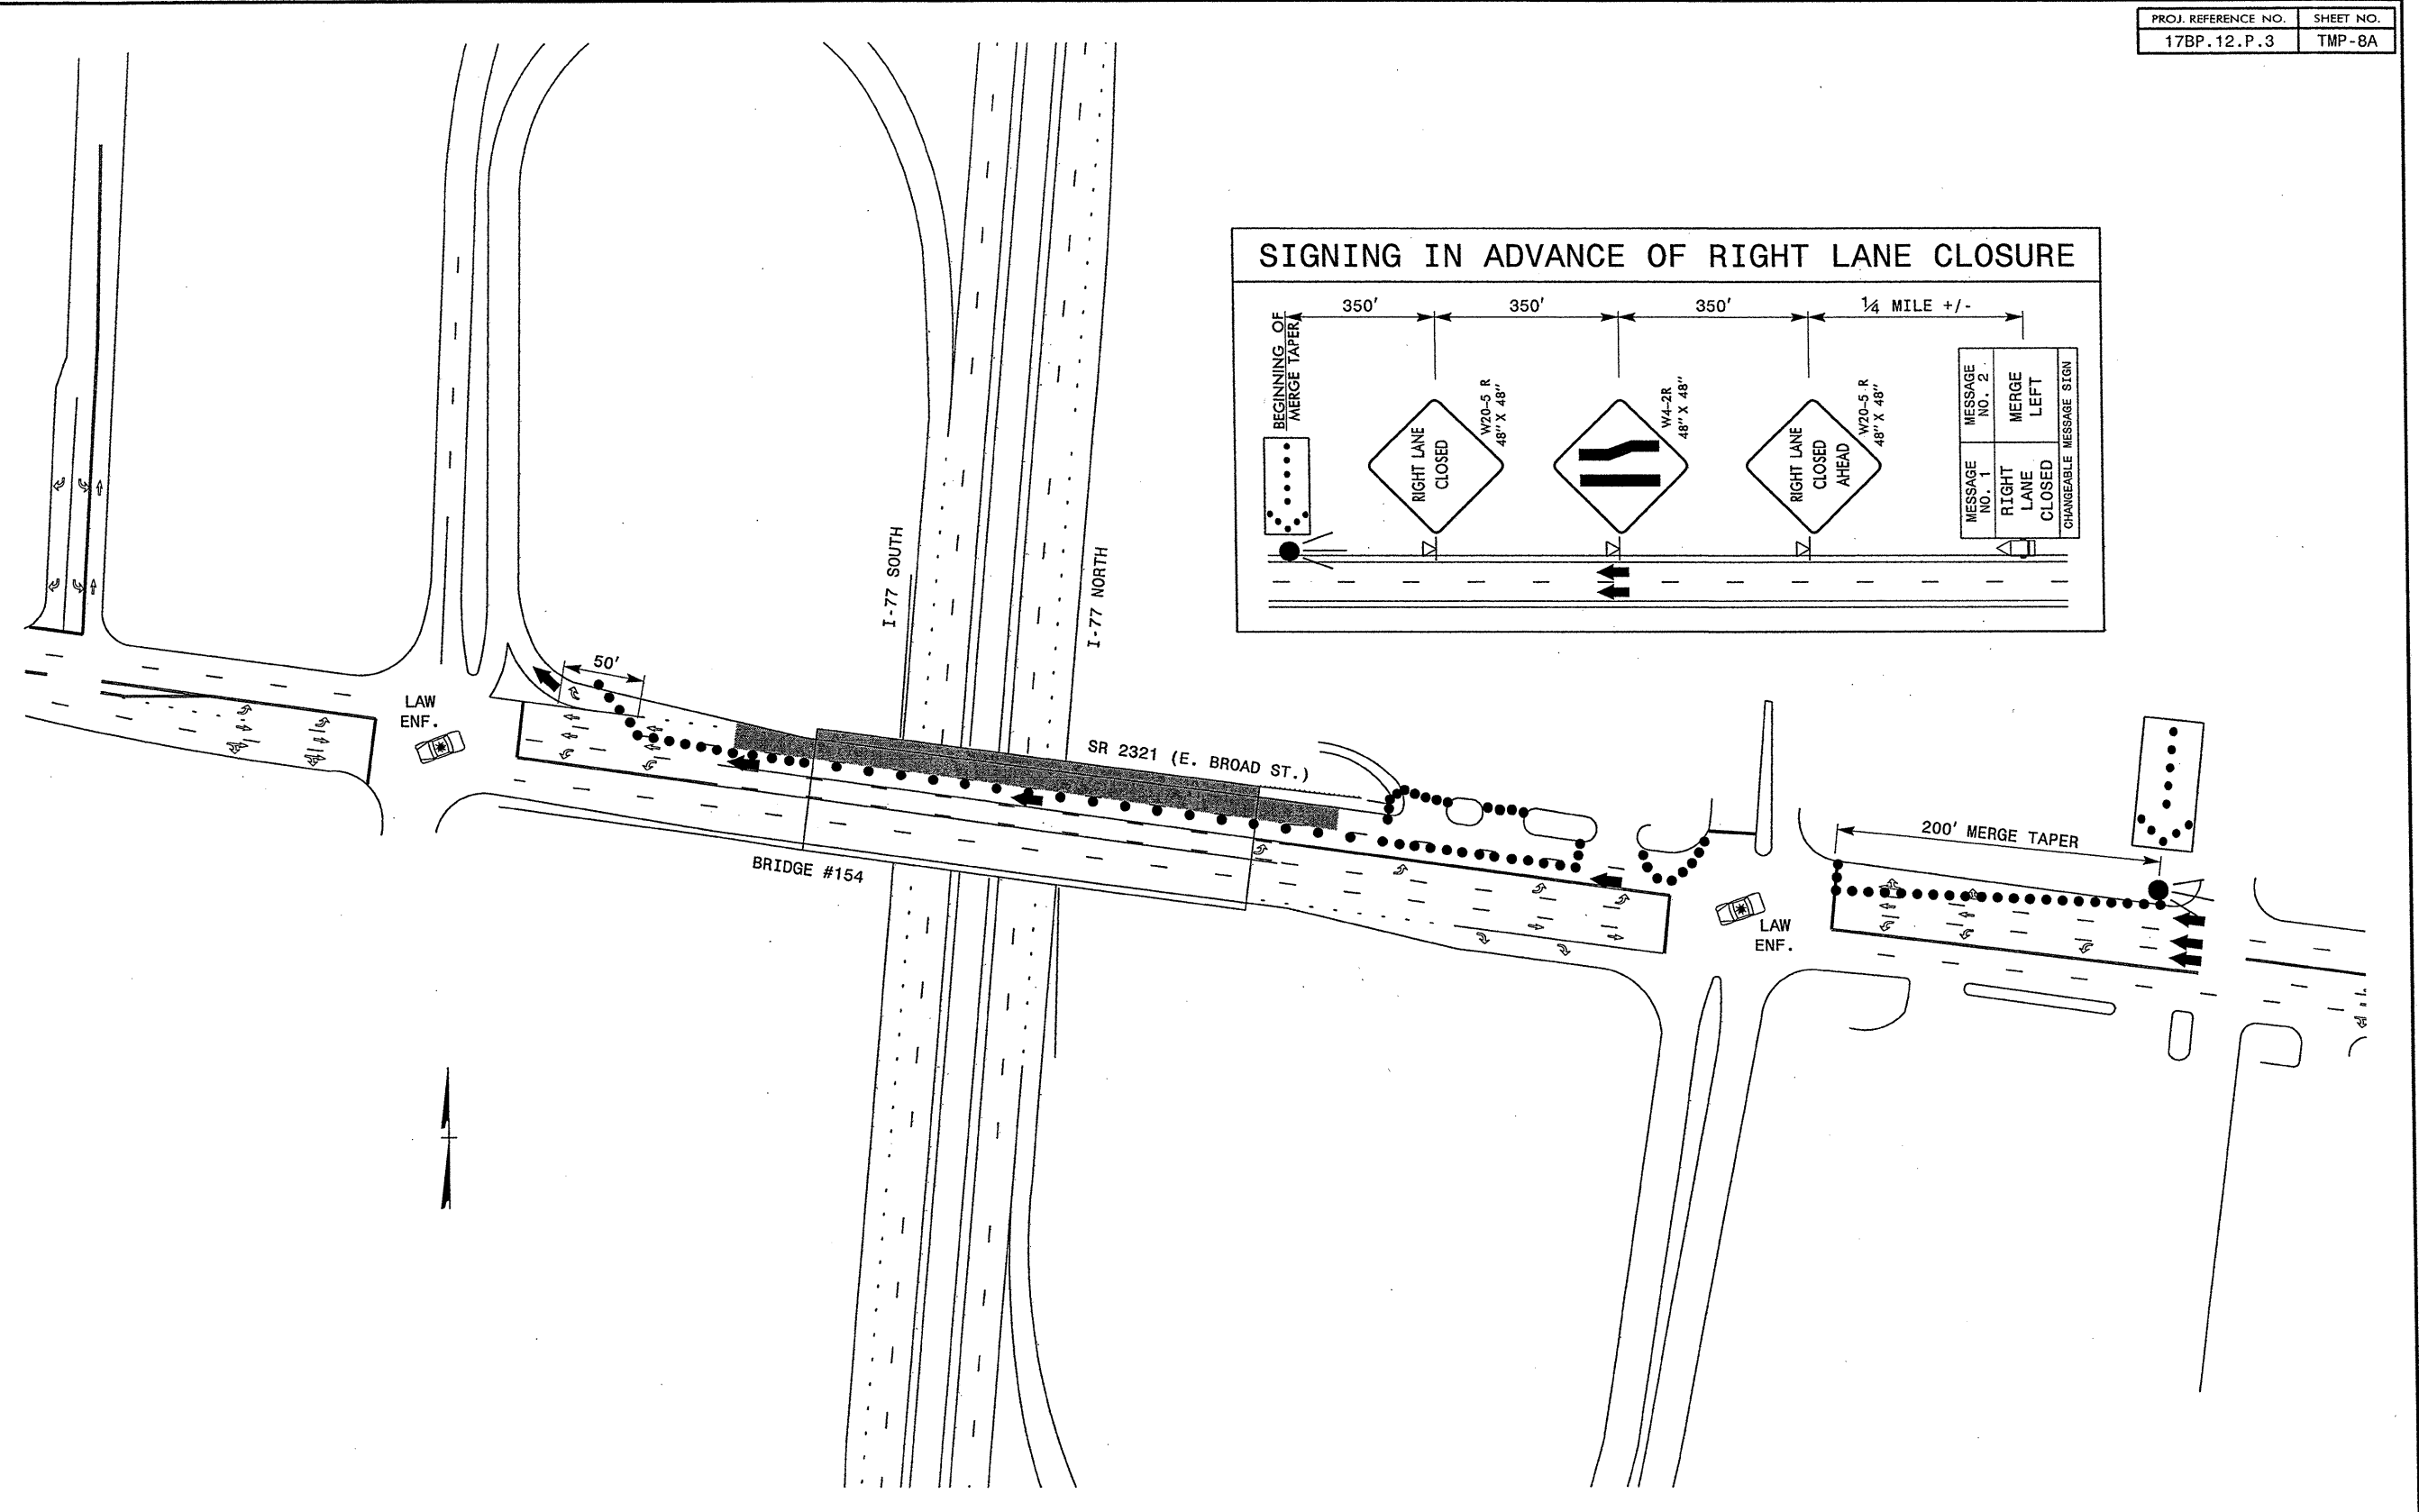 PROJ. REFERENCE NO.
SHEET NO.
17BP.12.P.3
TMP-8A
SIGNING IN ADVANCE OF RIGHT LANE CLOSURE
350'
350'
350'
1/4 MILE +/-
BEGINNING OF
MERGE TAPER
RIGHT LANE
CLOSED
W20-5 R
48" X 48"
W4-2R
48" X 48"
RIGHT LANE
CLOSED
AHEAD
W20-5 R
48" X 48"
MESSAGE
NO. 1
RIGHT
LANE
CLOSED
MESSAGE
NO. 2
MERGE
LEFT
CHANGEABLE MESSAGE SIGN
I-77 SOUTH
I-77 NORTH
50'
LAW
ENF.
SR 2321 (E. BROAD ST.)
BRIDGE #154
200' MERGE TAPER
LAW
ENF.